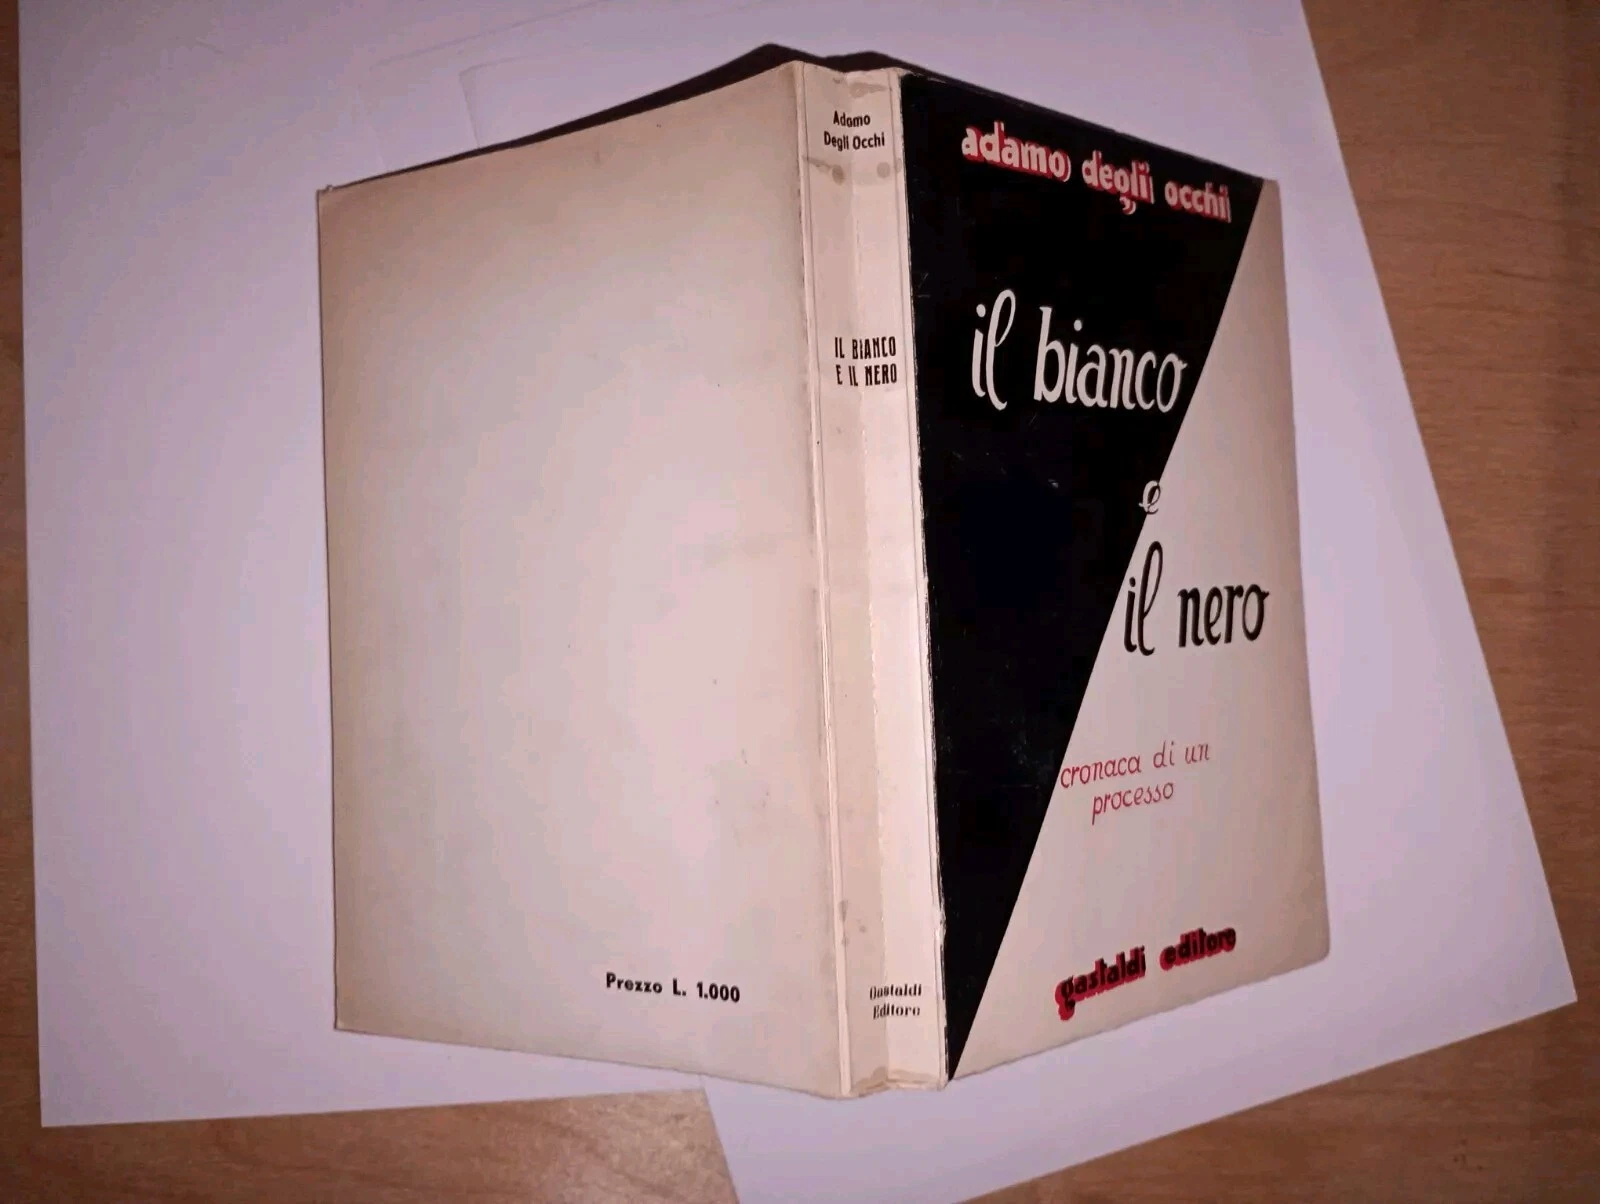 Prezzo L. 1.000
Adamo
Degli Occhi
IL BIANCO
E IL NERO
Gastaldi
Editore
adamo degli occhi
il bianco
e
il nero
cronaca di un
processo
gastaldi editore